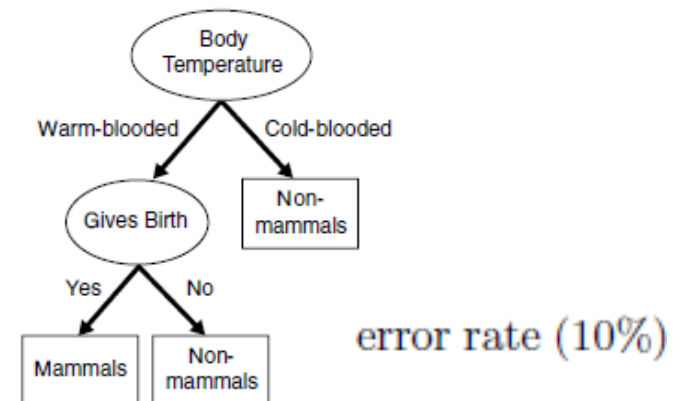 Body
Temperature
Warm-blooded
Cold-blooded
Gives Birth
Non-
mammals
Yes
No
Mammals
Non-
mammals
error rate (10%)